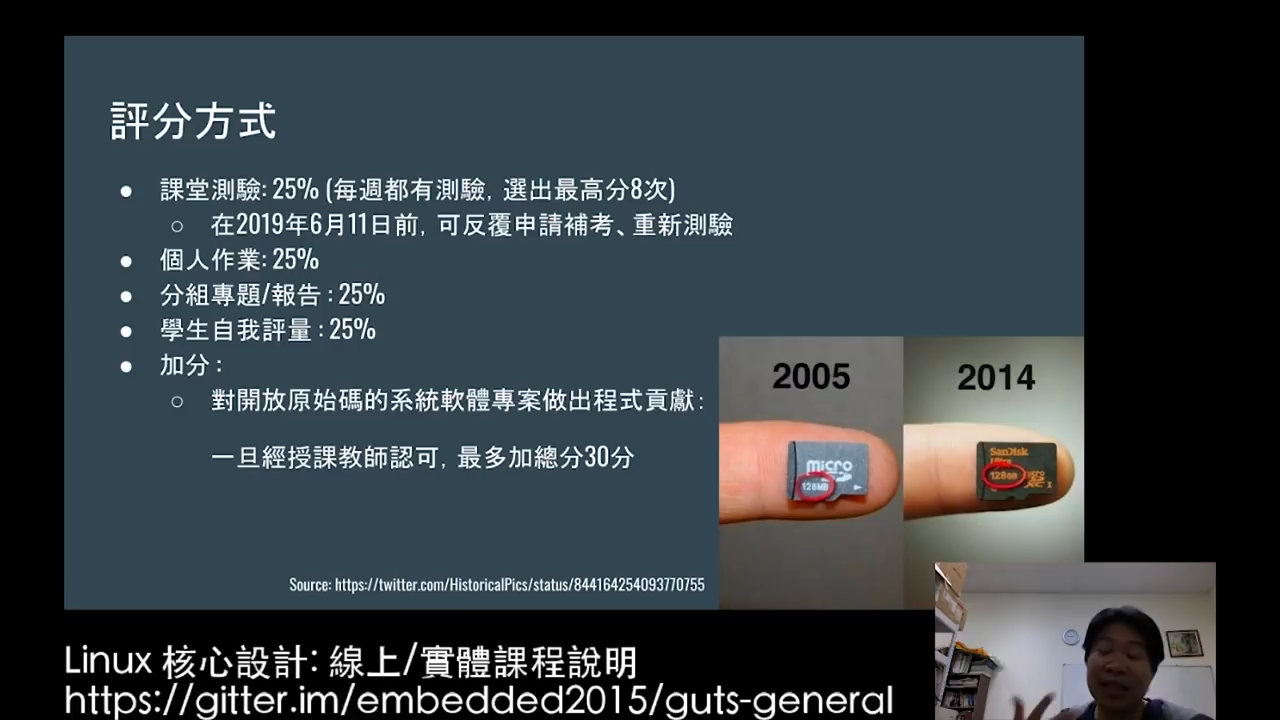 評分方式
● 課堂測驗: 25% (每週都有測驗, 選出最高分8次)
○ 在2019年6月11日前, 可反覆申請補考、重新測驗
● 個人作業: 25%
● 分組專題/報告 : 25%
● 學生自我評量 : 25%
● 加分 :
○ 對開放原始碼的系統軟體專案做出程式貢獻:
一旦經授課教師認可, 最多加總分30分
2005
2014
micro
128MB
SanDisk
Ultra
128GB
micro
Source: https://twitter.com/HistoricalPics/status/844164254093770755
Linux 核心設計: 線上/實體課程說明
https://gitter.im/embedded2015/guts-general